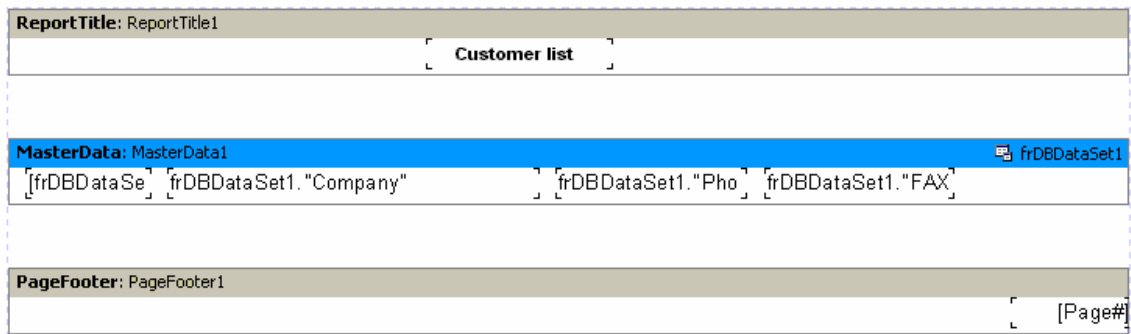 ReportTitle: ReportTitle1
Customer list
MasterData: MasterData1 frDBDataSet1
[frDBDataSe frDBDataSet1."Company" frDBDataSet1."Pho frDBDataSet1."FAX
PageFooter: PageFooter1
[Page#]